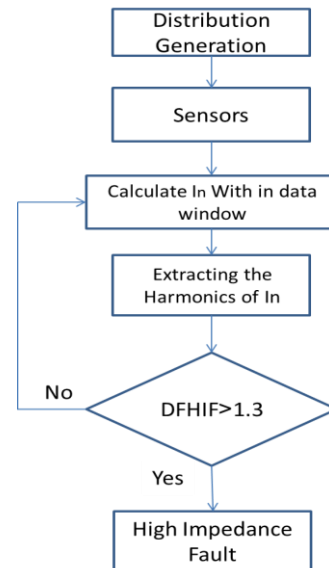 Distribution
Generation
Sensors
Calculate In With in data
window
Extracting the
Harmonics of In
No
DFHIF>1.3
Yes
High Impedance
Fault